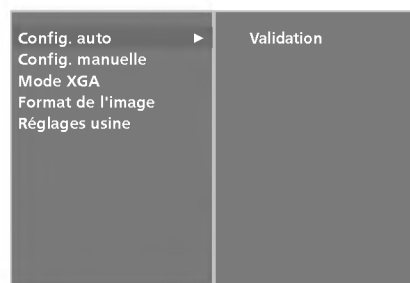 Config. auto ► Validation
Config. manuelle
Mode XGA
Format de l'image
Réglages usine